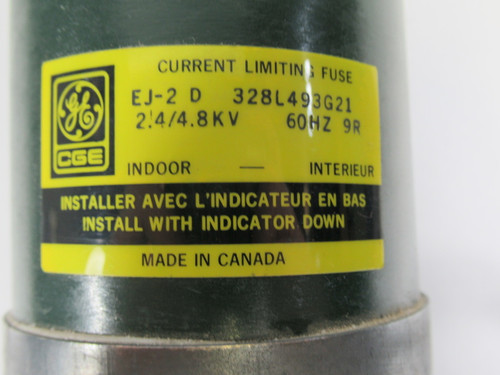 CURRENT LIMITING FUSE
EJ-2 D 328L493G21
2.4/4.8KV 60HZ 9R
GE
CGE
INDOOR — INTERIEUR
INSTALLER AVEC L'INDICATEUR EN BAS
INSTALL WITH INDICATOR DOWN
MADE IN CANADA